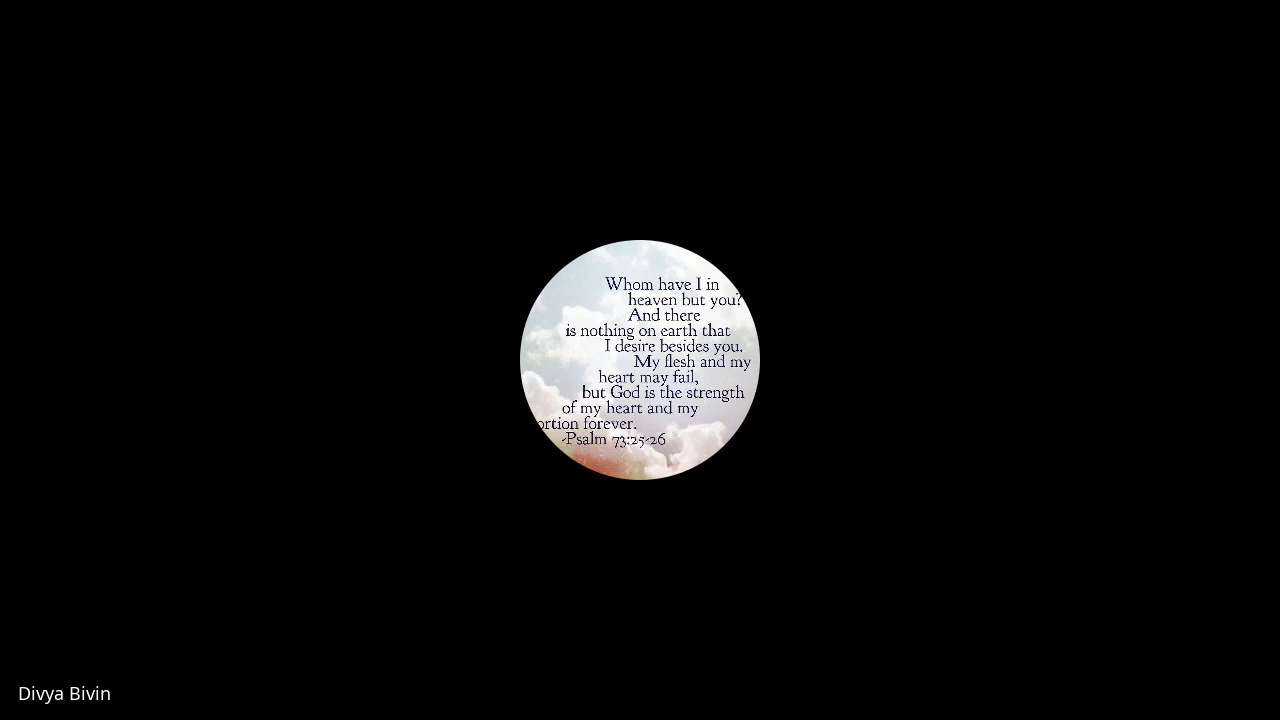 Whom have I in
heaven but you?
And there
is nothing on earth that
I desire besides you.
My flesh and my
heart may fail,
but God is the strength
of my heart and my
ortion forever.
-Psalm 73:25-26
Divya Bivin